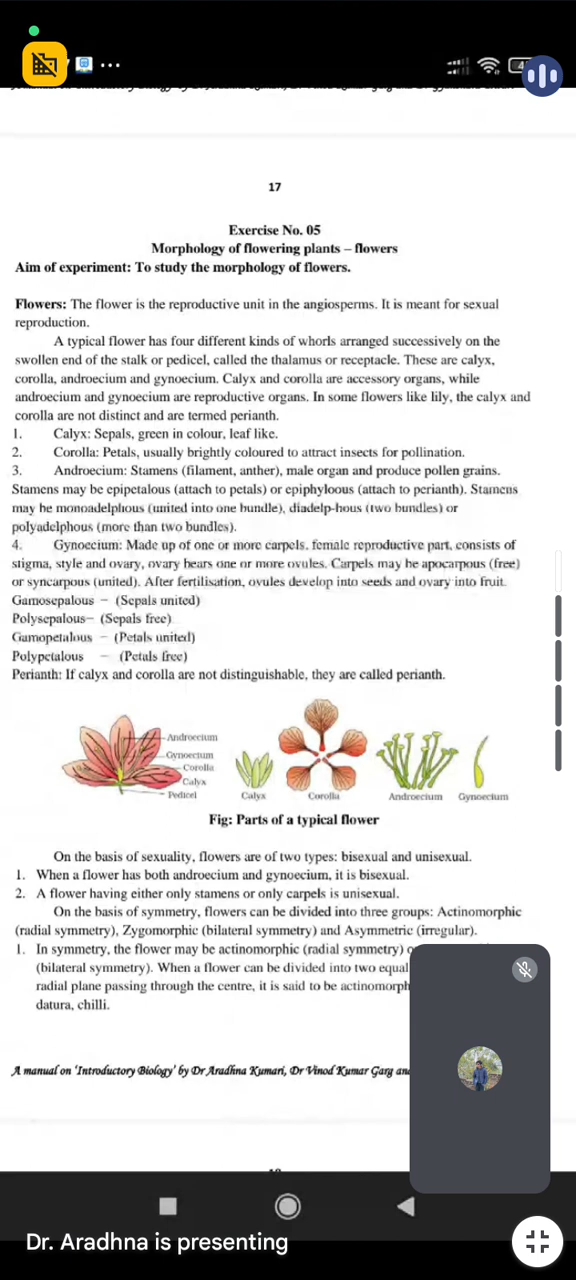 17
Exercise No. 05
Morphology of flowering plants – flowers
Aim of experiment: To study the morphology of flowers.
Flowers: The flower is the reproductive unit in the angiosperms. It is meant for sexual
reproduction.
A typical flower has four different kinds of whorls arranged successively on the
swollen end of the stalk or pedicel, called the thalamus or receptacle. These are calyx,
corolla, androecium and gynoecium. Calyx and corolla are accessory organs, while
androecium and gynoecium are reproductive organs. In some flowers like lily, the calyx and
corolla are not distinct and are termed perianth.
1. Calyx: Sepals, green in colour, leaf like.
2. Corolla: Petals, usually brightly coloured to attract insects for pollination.
3. Androecium: Stamens (filament, anther), male organ and produce pollen grains.
Stamens may be epipetalous (attach to petals) or epiphyloous (attach to perianth). Stamens
may be monoadelphous (united into one bundle), diadelp-hous (two bundles) or
polyadelphous (more than two bundles).
4. Gynoecium: Made up of one or more carpels, female reproductive part, consists of
stigma, style and ovary, ovary bears one or more ovules. Carpels may be apocarpous (free)
or syncarpous (united). After fertilisation, ovules develop into seeds and ovary into fruit.
Gamosepalous – (Sepals united)
Polysepalous– (Sepals free)
Gamopetalous – (Petals united)
Polypetalous – (Petals free)
Perianth: If calyx and corolla are not distinguishable, they are called perianth.
Androecium
Gynoecium
Corolla
Calyx
Pedicel
Calyx Corolla Androecium Gynoecium
Fig: Parts of a typical flower
On the basis of sexuality, flowers are of two types: bisexual and unisexual.
1. When a flower has both androecium and gynoecium, it is bisexual.
2. A flower having either only stamens or only carpels is unisexual.
On the basis of symmetry, flowers can be divided into three groups: Actinomorphic
(radial symmetry), Zygomorphic (bilateral symmetry) and Asymmetric (irregular).
1. In symmetry, the flower may be actinomorphic (radial symmetry)
(bilateral symmetry). When a flower can be divided into two equal
radial plane passing through the centre, it is said to be actinomorph
datura, chilli.
A manual on 'Introductory Biology' by Dr Aradhna Kumari, Dr Vinod Kumar Garg and
Dr. Aradhna is presenting